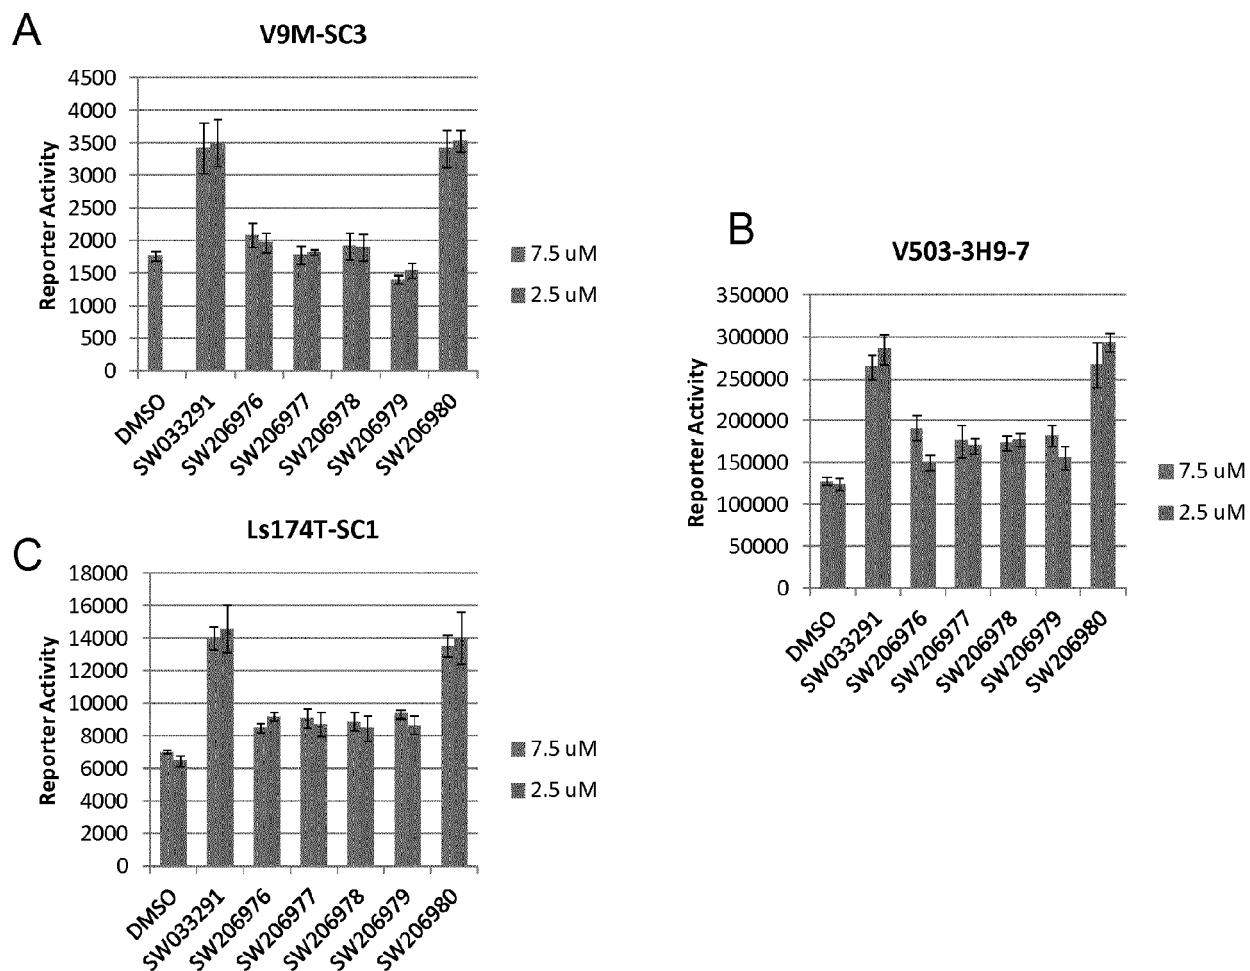 A
V9M-SC3
Reporter Activity
4500
4000
3500
3000
2500
2000
1500
1000
500
0
DMSO
SW033291
SW206976
SW206977
SW206978
SW206979
SW206980
7.5 uM
2.5 uM
B
V503-3H9-7
Reporter Activity
350000
300000
250000
200000
150000
100000
50000
0
DMSO
SW033291
SW206976
SW206977
SW206978
SW206979
SW206980
7.5 uM
2.5 uM
C
Ls174T-SC1
Reporter Activity
18000
16000
14000
12000
10000
8000
6000
4000
2000
0
DMSO
SW033291
SW206976
SW206977
SW206978
SW206979
SW206980
7.5 uM
2.5 uM